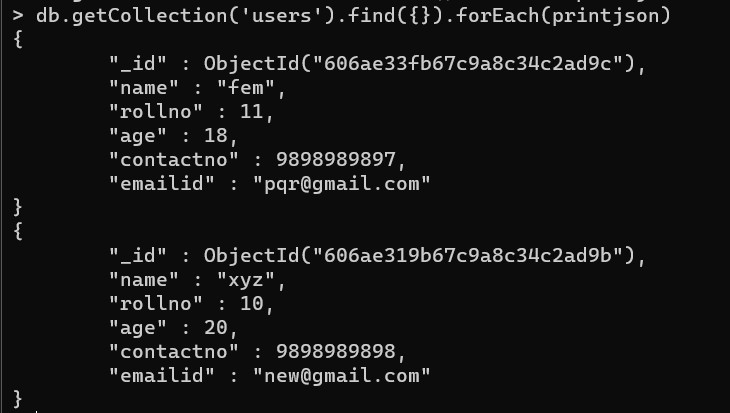 > db.getCollection('users').find({}).forEach(printjson)
{
        "_id" : ObjectId("606ae33fb67c9a8c34c2ad9c"),
        "name" : "fem",
        "rollno" : 11,
        "age" : 18,
        "contactno" : 9898989897,
        "emailid" : "pqr@gmail.com"
}
{
        "_id" : ObjectId("606ae319b67c9a8c34c2ad9b"),
        "name" : "xyz",
        "rollno" : 10,
        "age" : 20,
        "contactno" : 9898989898,
        "emailid" : "new@gmail.com"
}